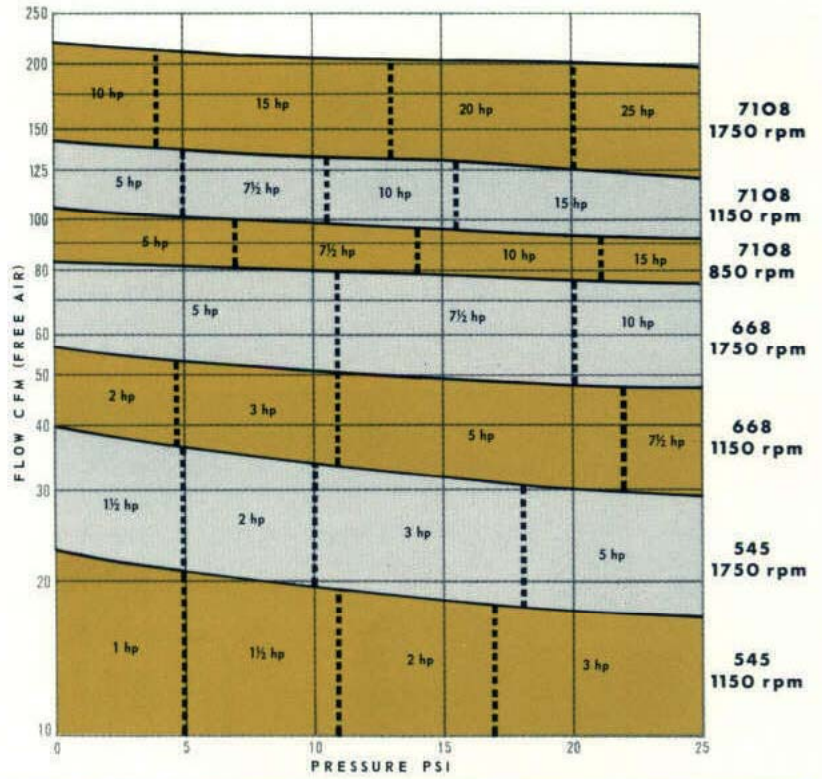 FLOW CFM (FREE AIR)
250
200
150
125
100
80
60
50
40
30
20
10
10 hp
15 hp
20 hp
25 hp
7108
1750 rpm
5 hp
7½ hp
10 hp
15 hp
7108
1150 rpm
5 hp
7½ hp
10 hp
15 hp
7108
850 rpm
5 hp
7½ hp
10 hp
668
1750 rpm
2 hp
3 hp
5 hp
7½ hp
668
1150 rpm
1½ hp
2 hp
3 hp
5 hp
545
1750 rpm
1 hp
1½ hp
2 hp
3 hp
545
1150 rpm
0
5
10
15
20
25
PRESSURE PSI